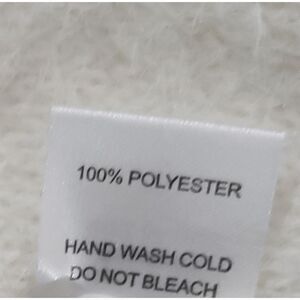 100% POLYESTER
HAND WASH COLD
DO NOT BLEACH